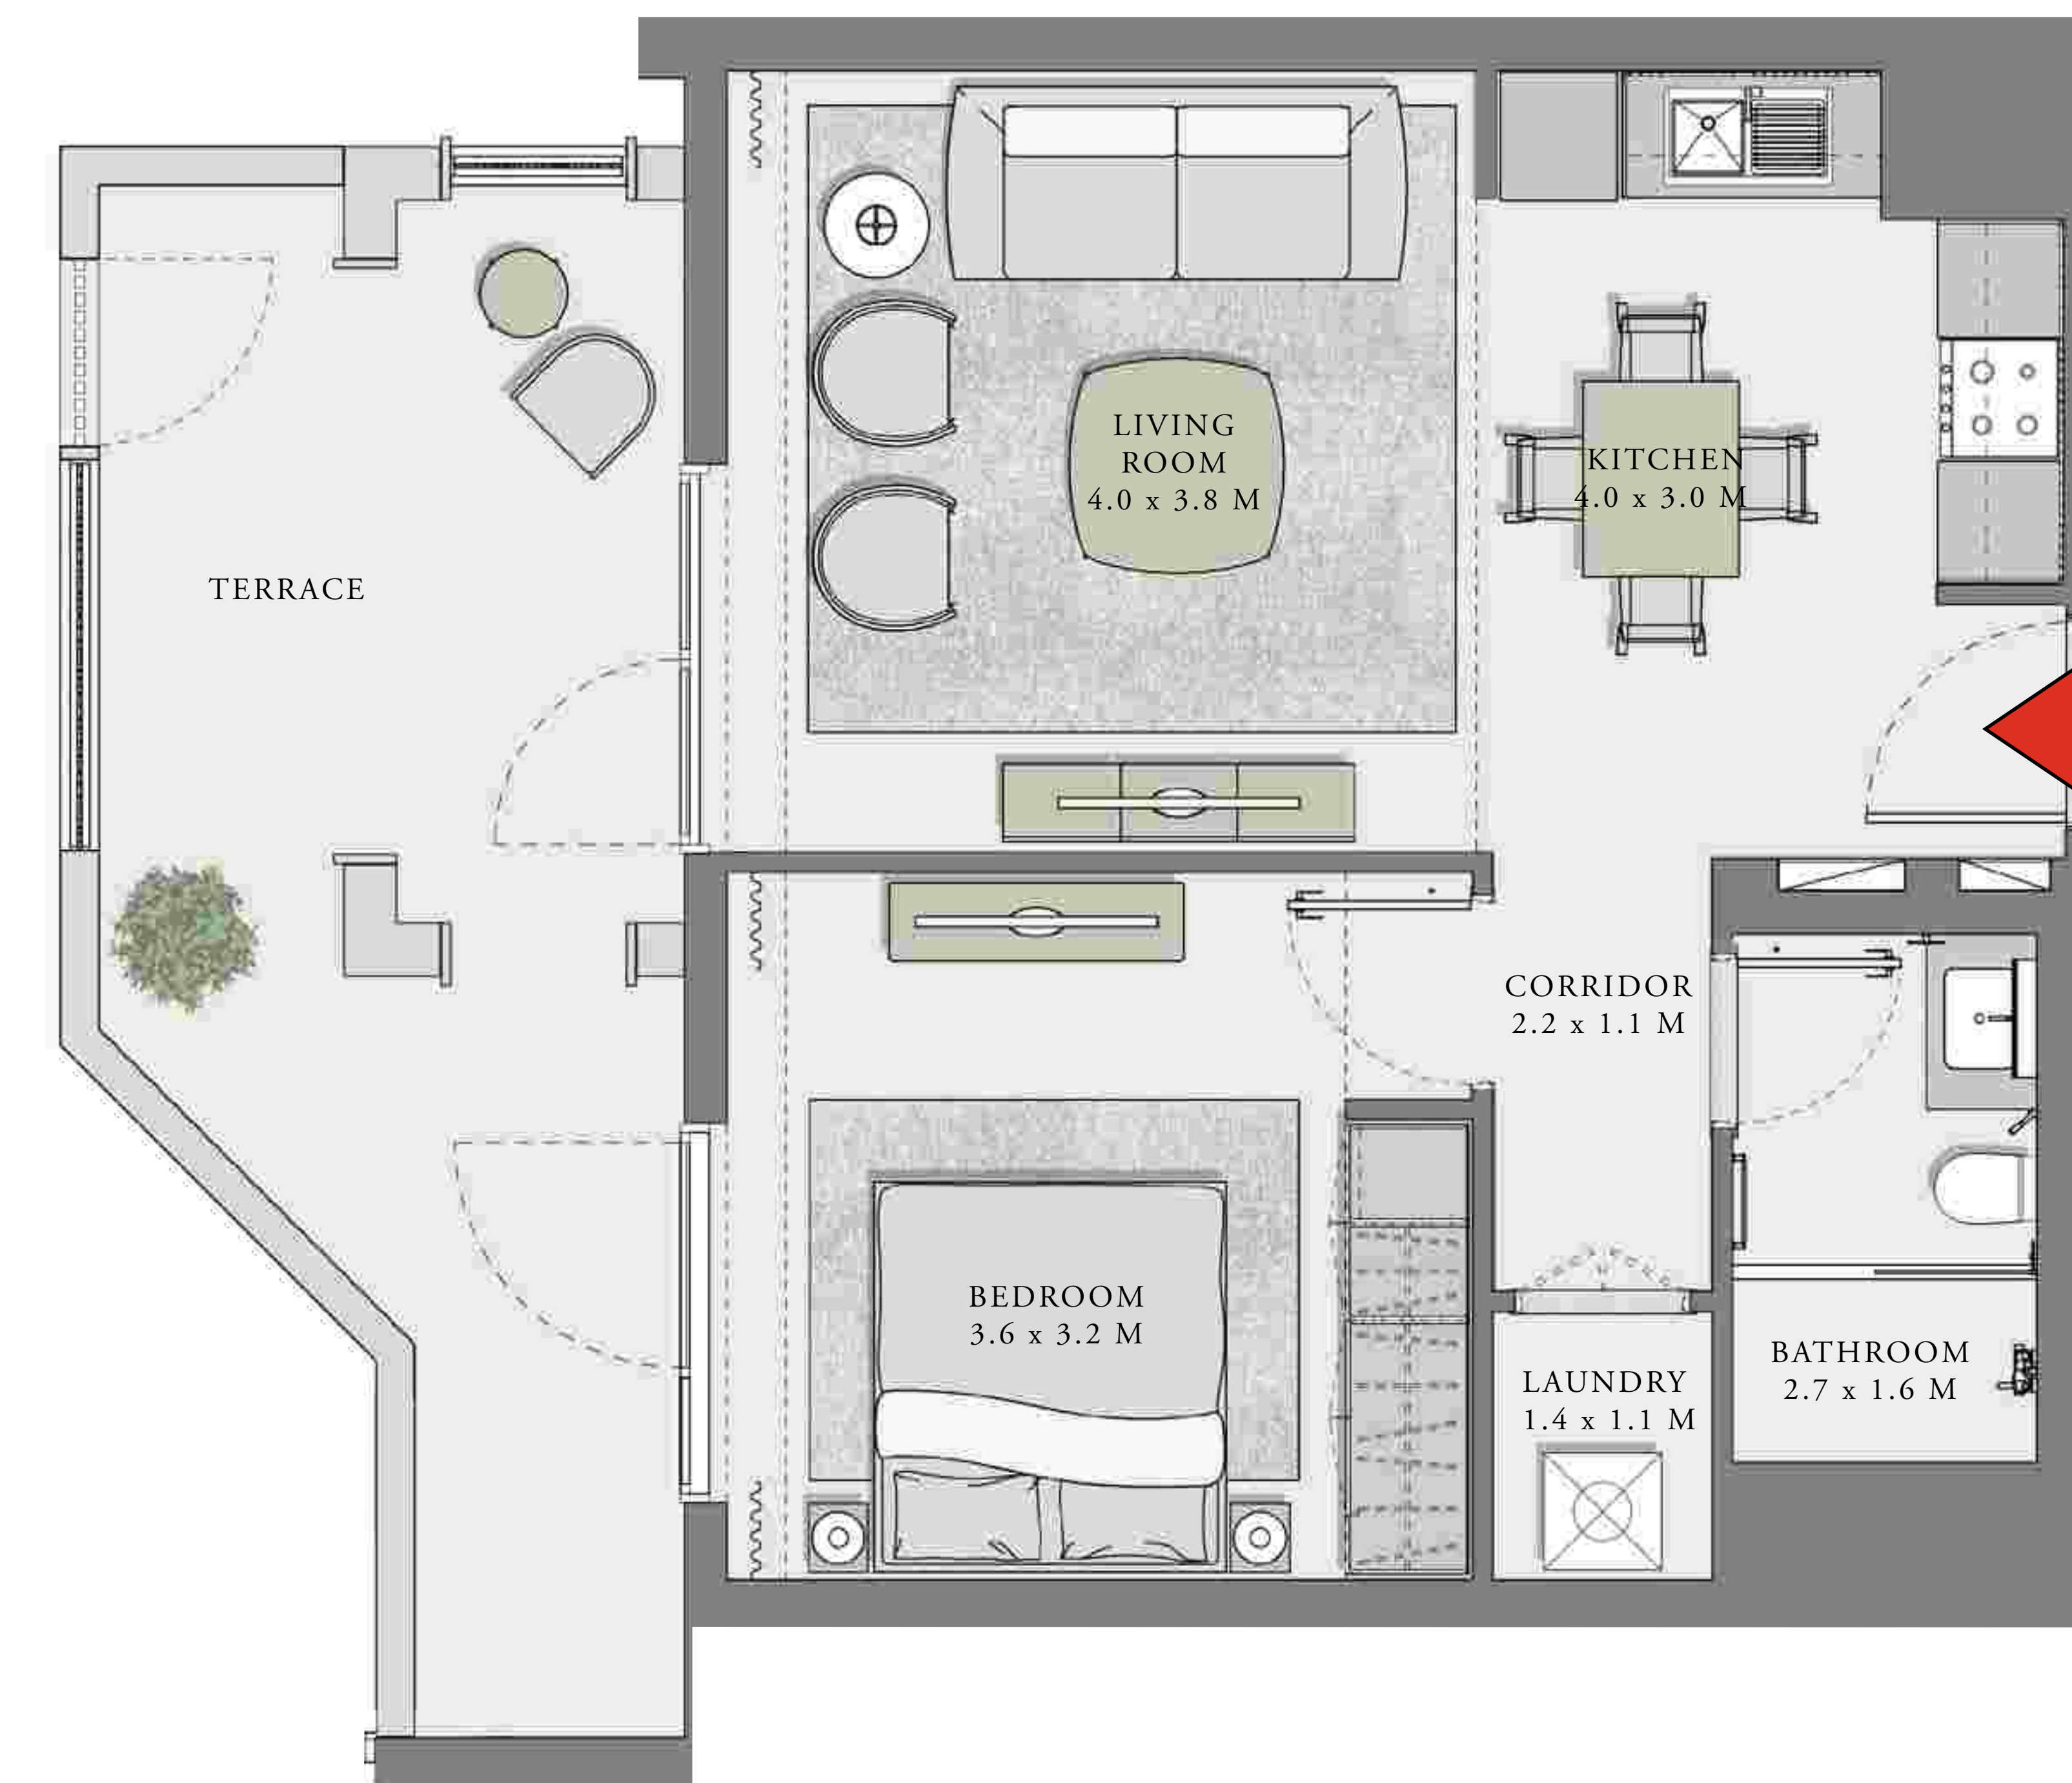 LIVING
ROOM
4.0 x 3.8 M
KITCHEN
4.0 x 3.0 M
TERRACE
CORRIDOR
2.2 x 1.1 M
BEDROOM
3.6 x 3.2 M
LAUNDRY
1.4 x 1.1 M
BATHROOM
2.7 x 1.6 M